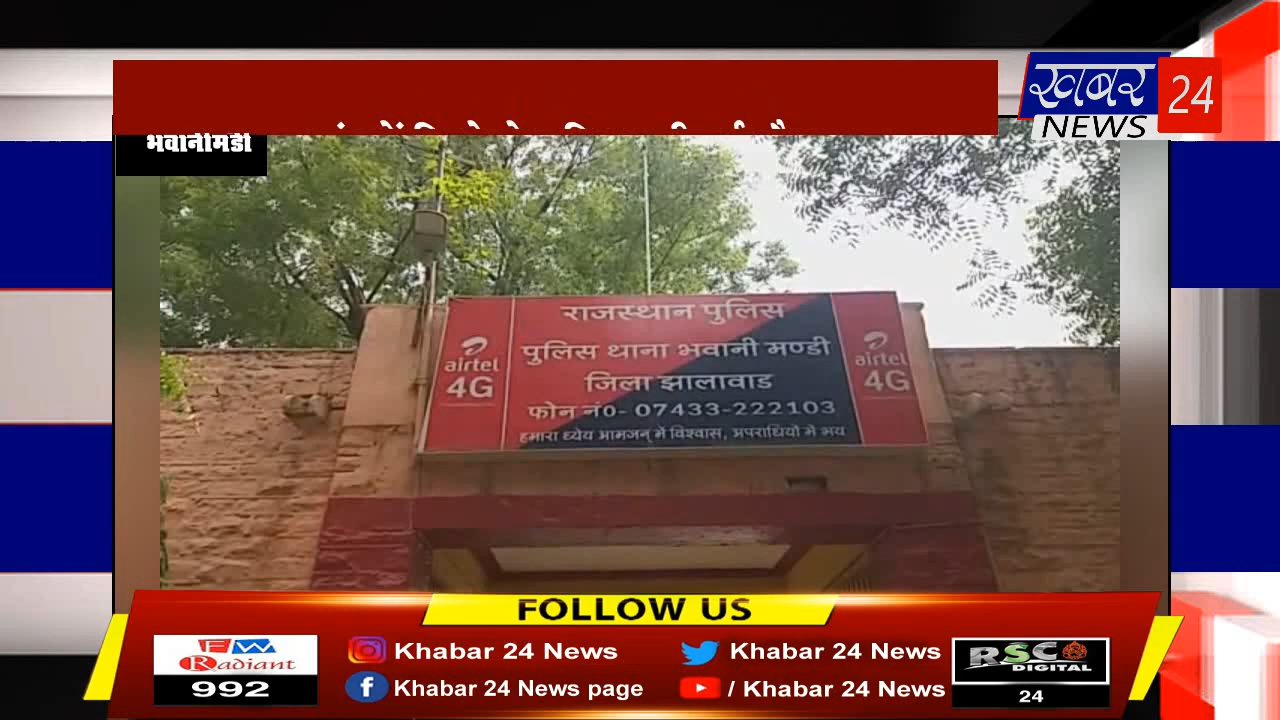 खबर
24
NEWS
भवानीमंडी
राजस्थान पुलिस
पुलिस थाना भवानी मण्डी
जिला झालावाड
फोन नं0- 07433-222103
हमारा ध्येय आमजन् में विश्वास, अपराधियों मे भय
airtel
4G
airtel
4G
FOLLOW US
FW
Radiant
992
Khabar 24 News
Khabar 24 News page
Khabar 24 News
/ Khabar 24 News
RSC
DIGITAL
24